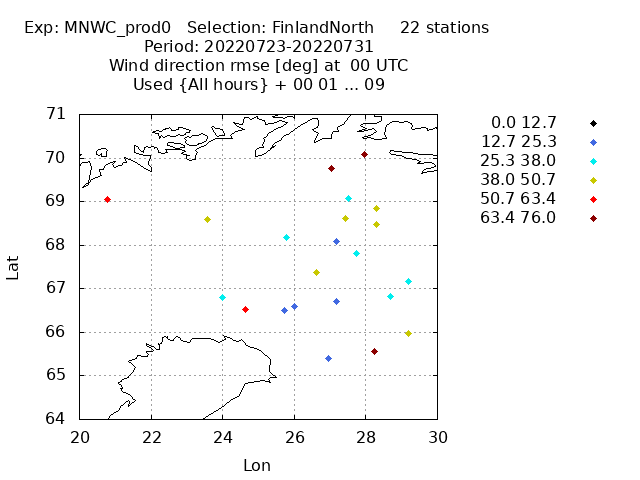 Exp: MNWC_prod0   Selection: FinlandNorth     22 stations
Period: 20220723-20220731
Wind direction rmse [deg] at  00 UTC
Used {All hours} + 00 01 ... 09
0.0 12.7
12.7 25.3
25.3 38.0
38.0 50.7
50.7 63.4
63.4 76.0
71
70
69
68
67
66
65
64
Lat
20 22 24 26 28 30
Lon